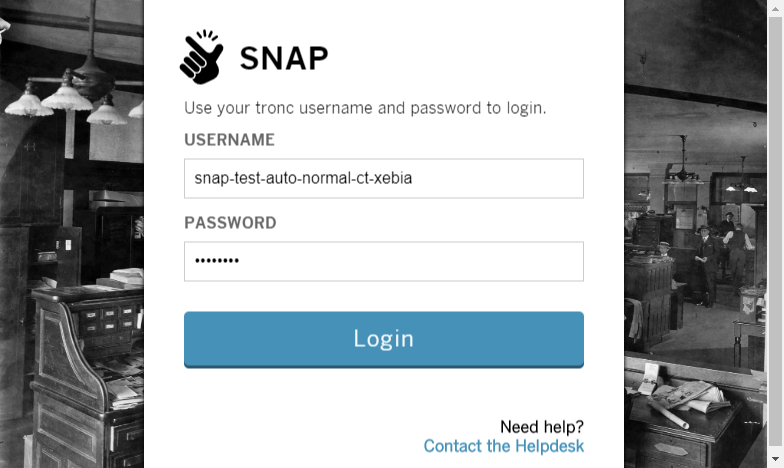 SNAP
Use your tronc username and password to login.
USERNAME
snap-test-auto-normal-ct-xebia
PASSWORD
••••••••
Login
Need help?
Contact the Helpdesk